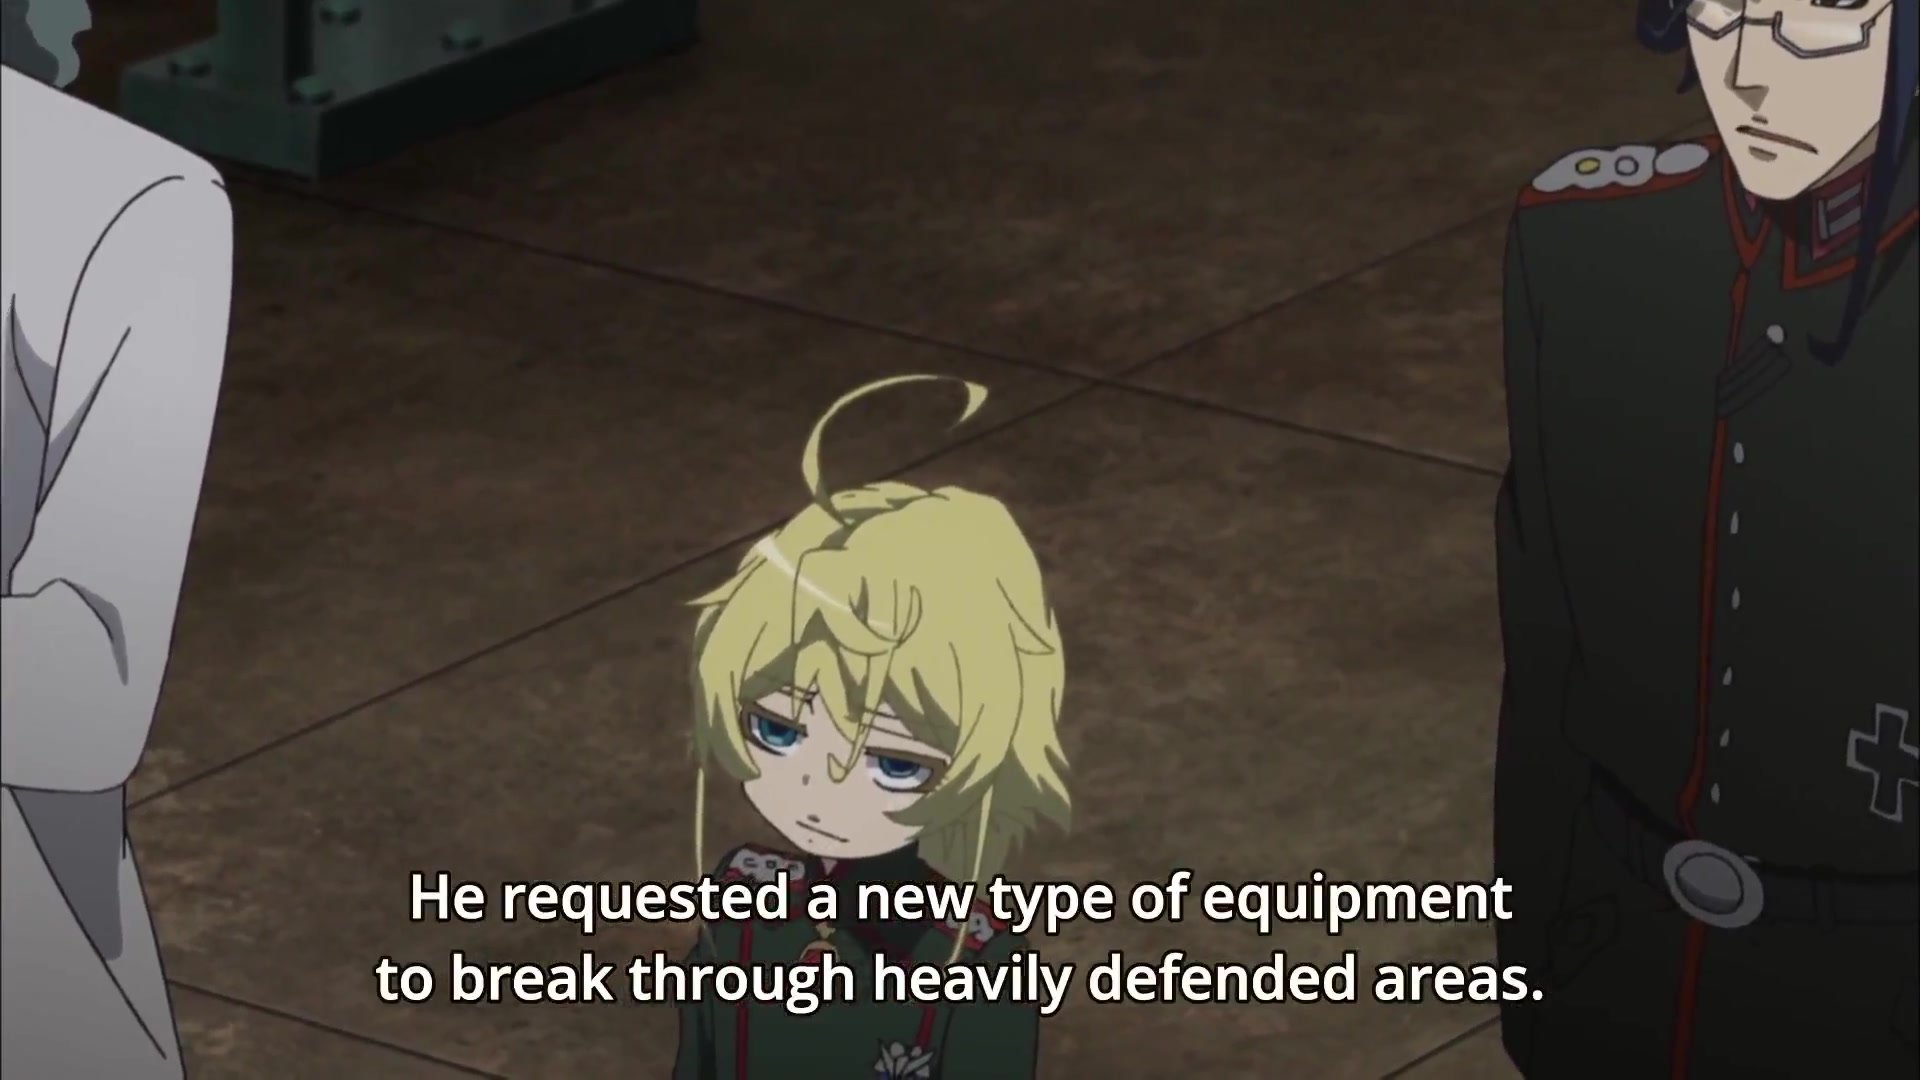 He requested a new type of equipment
to break through heavily defended areas.